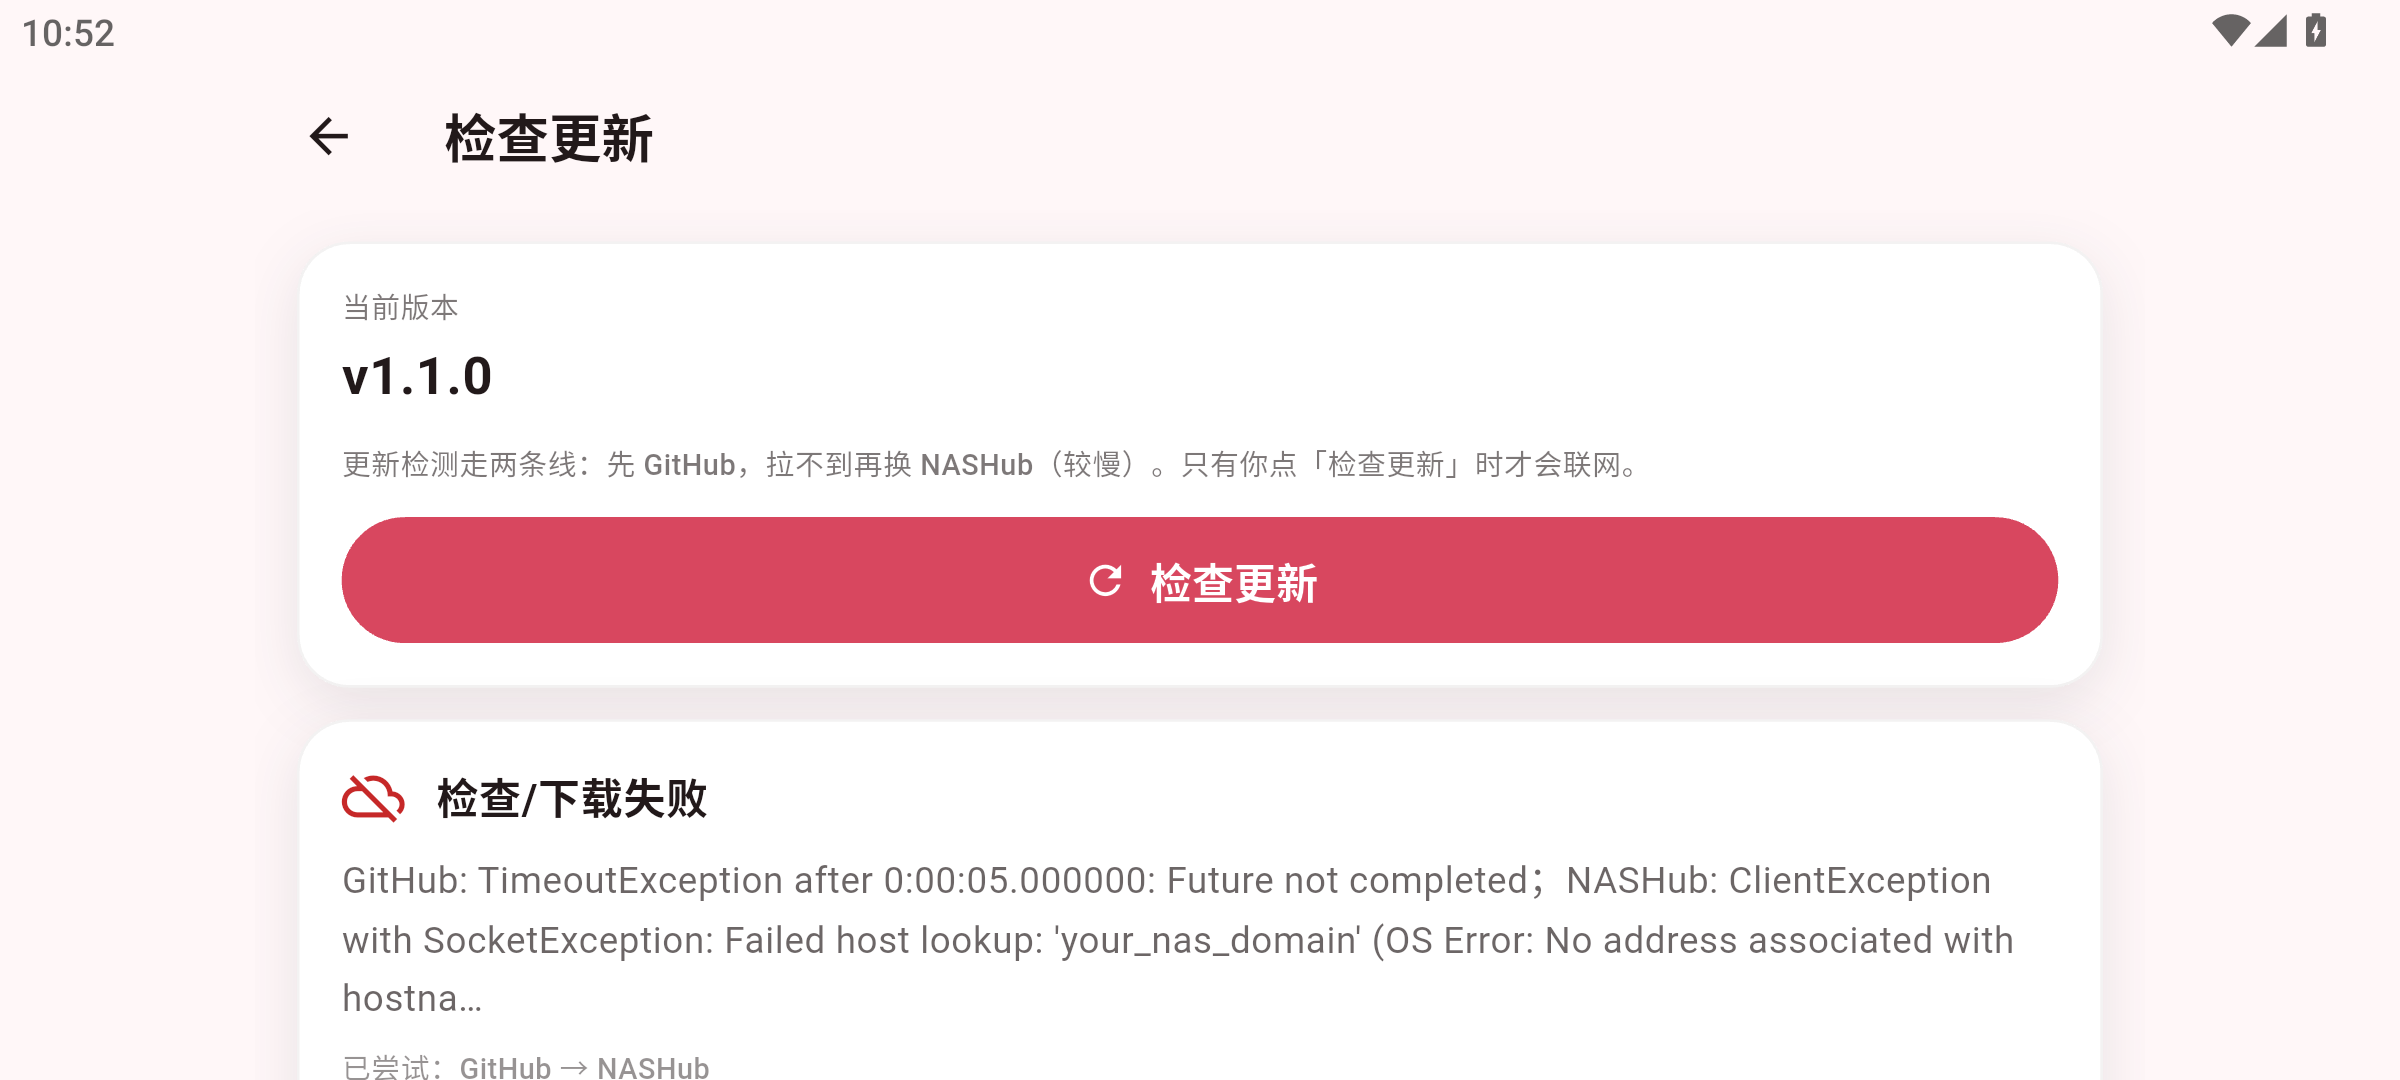 10:52
检查更新
当前版本
v1.1.0
更新检测走两条线：先 GitHub，拉不到再换 NASHub（较慢）。只有你点「检查更新」时才会联网。
检查更新
检查/下载失败
GitHub: TimeoutException after 0:00:05.000000: Future not completed；NASHub: ClientException
with SocketException: Failed host lookup: 'your_nas_domain' (OS Error: No address associated with
hostna…
已尝试：GitHub → NASHub